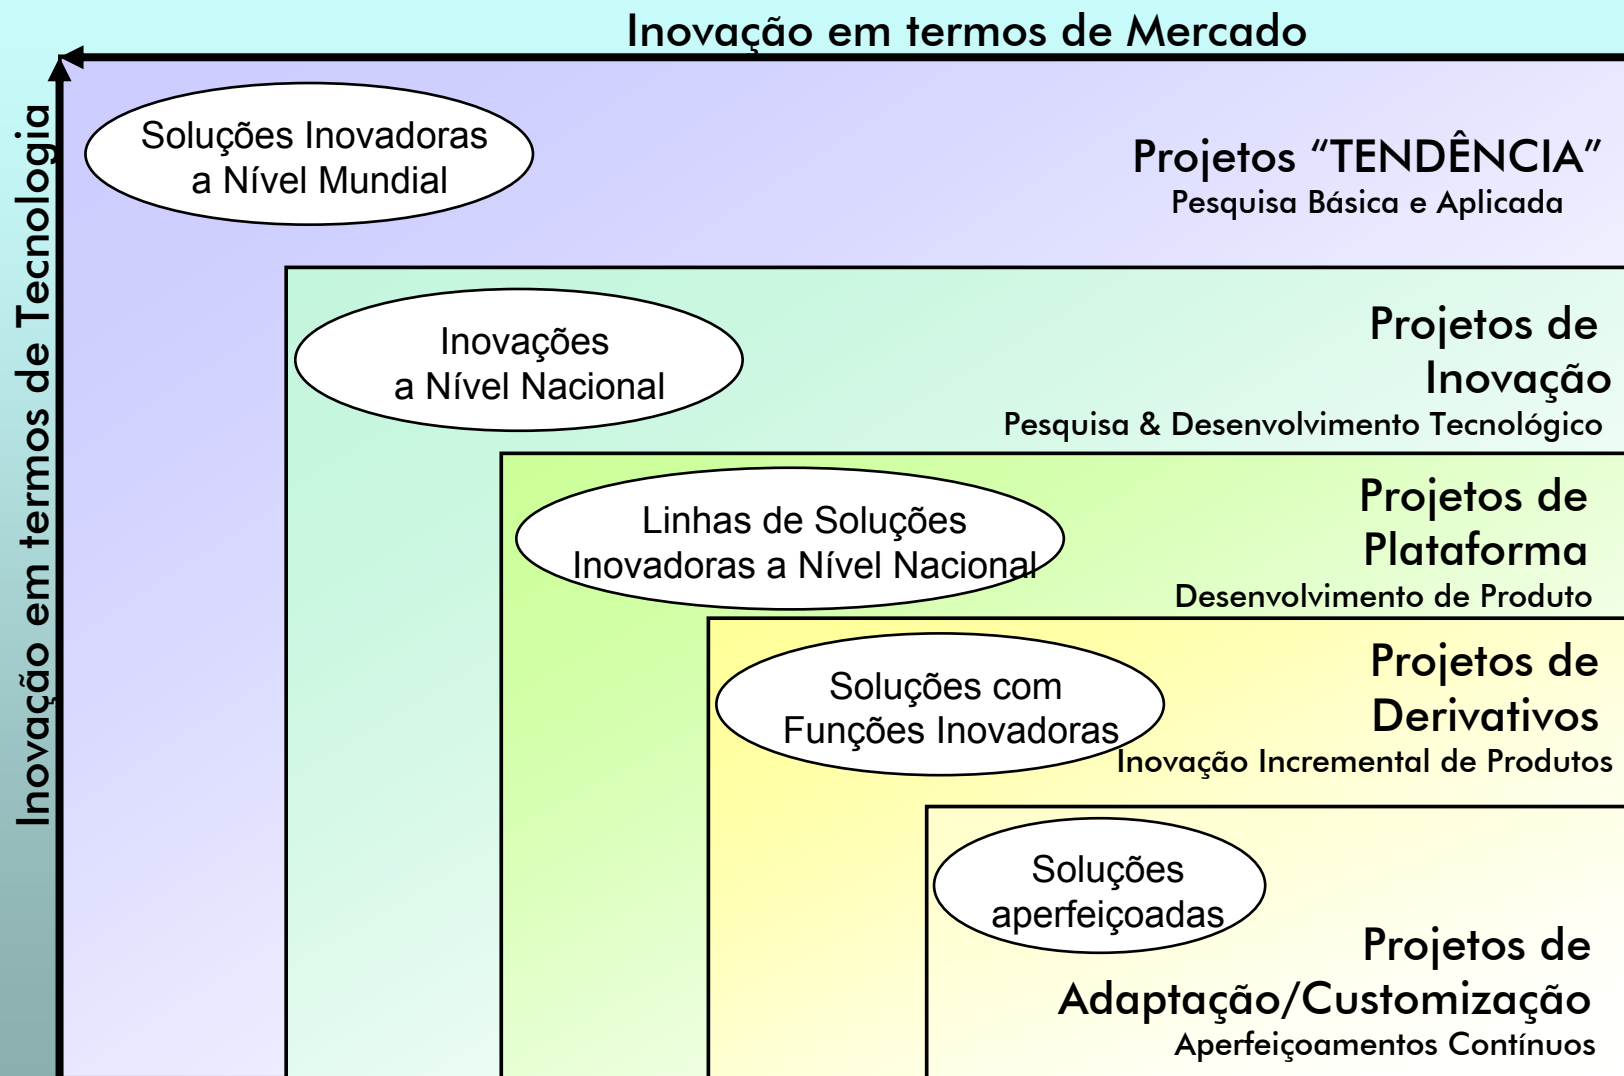 Inovação em termos de Mercado
Inovação em termos de Tecnologia
Soluções Inovadoras
a Nível Mundial
Projetos “TENDÊNCIA”
Pesquisa Básica e Aplicada
Inovações
a Nível Nacional
Projetos de
Inovação
Pesquisa & Desenvolvimento Tecnológico
Linhas de Soluções
Inovadoras a Nível Nacional
Projetos de
Plataforma
Desenvolvimento de Produto
Soluções com
Funções Inovadoras
Projetos de
Derivativos
Inovação Incremental de Produtos
Soluções
aperfeiçoadas
Projetos de
Adaptação/Customização
Aperfeiçoamentos Contínuos